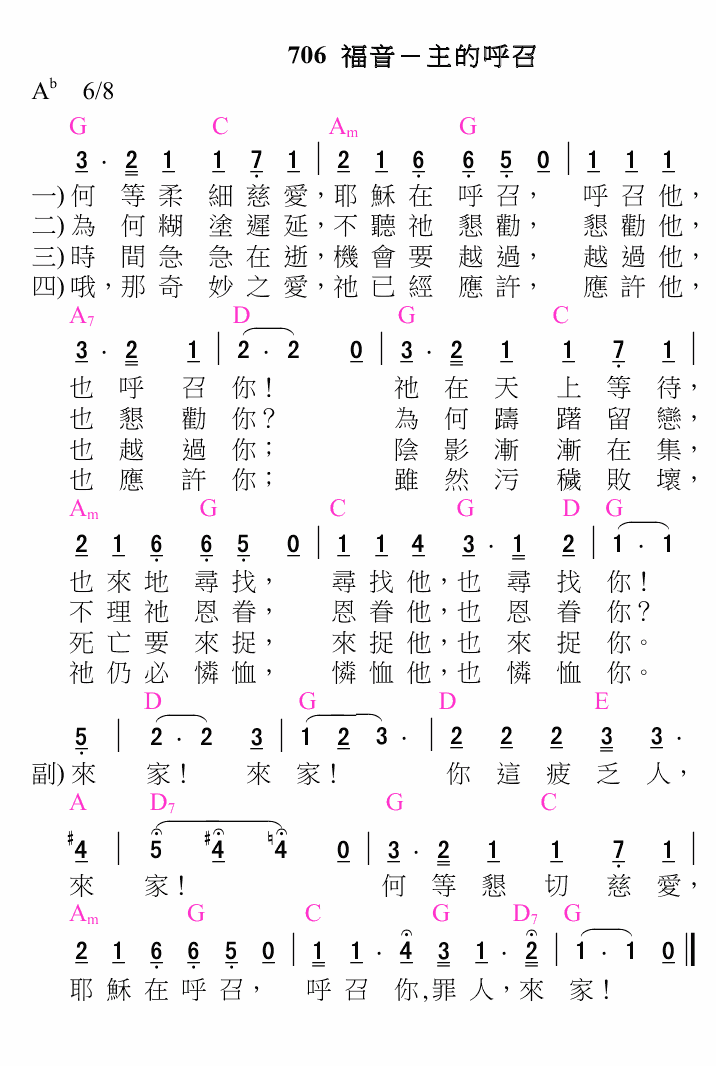 706 福音－主的呼召
A♭ 6/8
G C Am G
3 · 2 1 1 7 1 | 2 1 6 6 5 0 | 1 1 1
一) 何 等 柔 細 慈 愛，耶 穌 在 呼 召， 呼 召 他，
二) 為 何 糊 塗 遲 延，不 聽 祂 懇 勸， 懇 勸 他，
三) 時 間 急 急 在 逝，機 會 要 越 過， 越 過 他，
四) 哦，那 奇 妙 之 愛，祂 已 經 應 許， 應 許 他，
A7 D G C
3 · 2 1 | 2 · 2 0 | 3 · 2 1 1 7 1 |
也 呼 召 你！ 祂 在 天 上 等 待，
也 懇 勸 你？ 為 何 躊 躇 留 戀，
也 越 過 你； 陰 影 漸 漸 在 集，
也 應 許 你； 雖 然 污 穢 敗 壞，
Am G C G D G
2 1 6 6 5 0 | 1 1 4 3 · 1 2 | 1 · 1
也 來 地 尋 找， 尋 找 他，也 尋 找 你！
不 理 祂 恩 眷， 恩 眷 他，也 恩 眷 你？
死 亡 要 來 捉， 來 捉 他，也 來 捉 你。
祂 仍 必 憐 恤， 憐 恤 他，也 憐 恤 你。
D G D E
5 | 2 · 2 3 | 1 2 3 · | 2 2 2 3 3 ·
副) 來 家！ 來 家！ 你 這 疲 乏 人，
A D7 G C
#4 | 5 #4 ♮4 0 | 3 · 2 1 1 7 1 |
來 家！ 何 等 懇 切 慈 愛，
Am G C G D7 G
2 1 6 6 5 0 | 1 1 · 4 3 1 · 2 | 1 · 1 0 ‖
耶 穌 在 呼 召， 呼 召 你,罪 人，來 家！